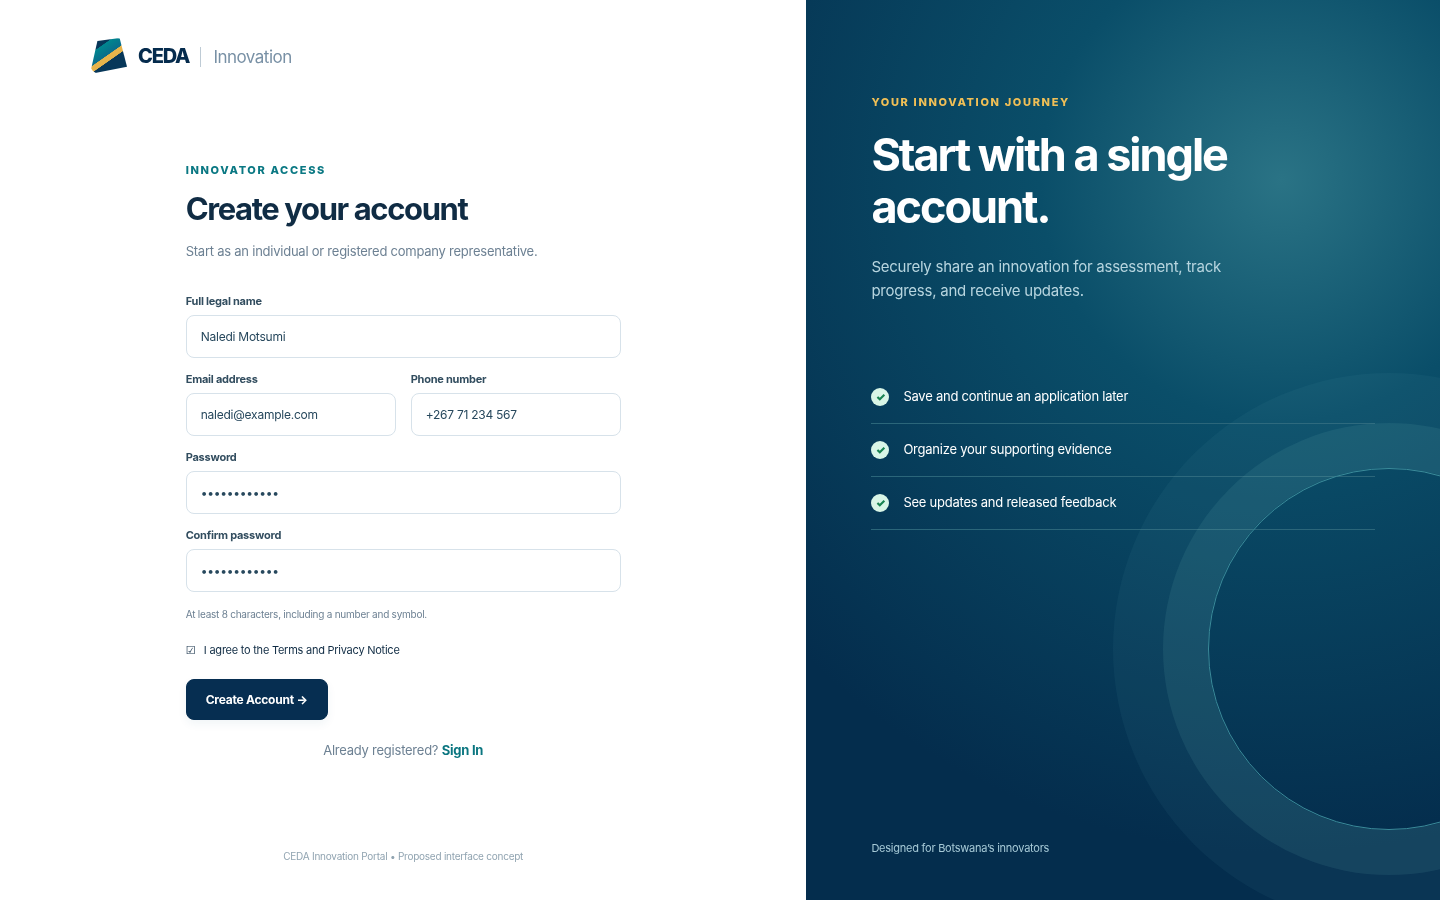 CEDA
Innovation
INNOVATOR ACCESS
Create your account
Start as an individual or registered company representative.
Full legal name
Naledi Motsumi
Email address
Phone number
naledi@example.com
+267 71 234 567
Password
••••••••••••
Confirm password
••••••••••••
At least 8 characters, including a number and symbol.
☑ I agree to the Terms and Privacy Notice
Create Account →
Already registered? Sign In
CEDA Innovation Portal • Proposed interface concept
YOUR INNOVATION JOURNEY
Start with a single
account.
Securely share an innovation for assessment, track
progress, and receive updates.
Save and continue an application later
Organize your supporting evidence
See updates and released feedback
Designed for Botswana's innovators